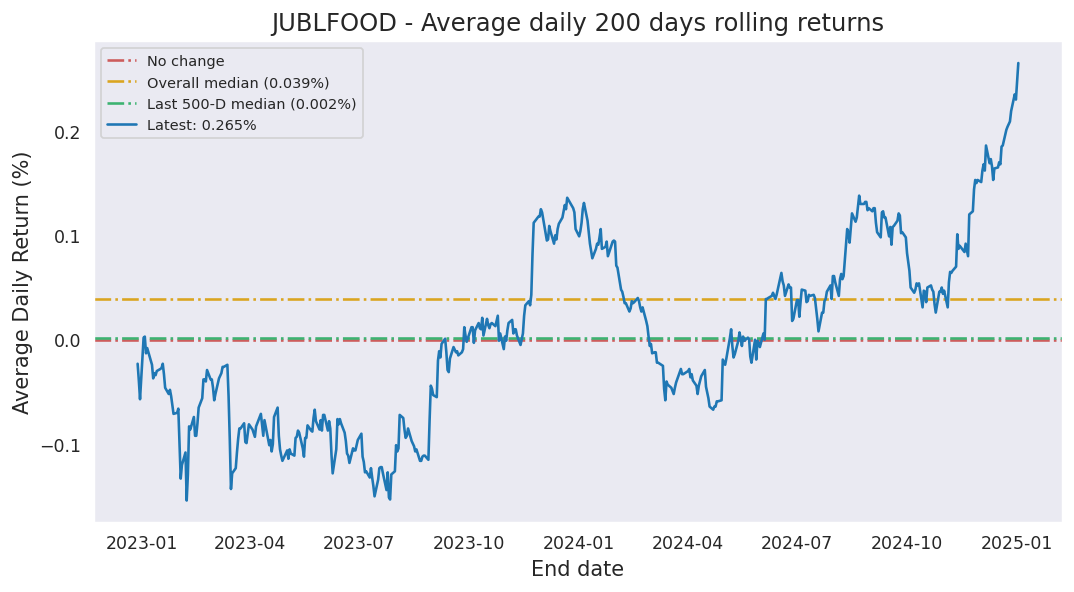 JUBLFOOD - Average daily 200 days rolling returns
No change
Overall median (0.039%)
Last 500-D median (0.002%)
Latest: 0.265%
Average Daily Return (%)
0.2
0.1
0.0
−0.1
2023-01 2023-04 2023-07 2023-10 2024-01 2024-04 2024-07 2024-10 2025-01
End date